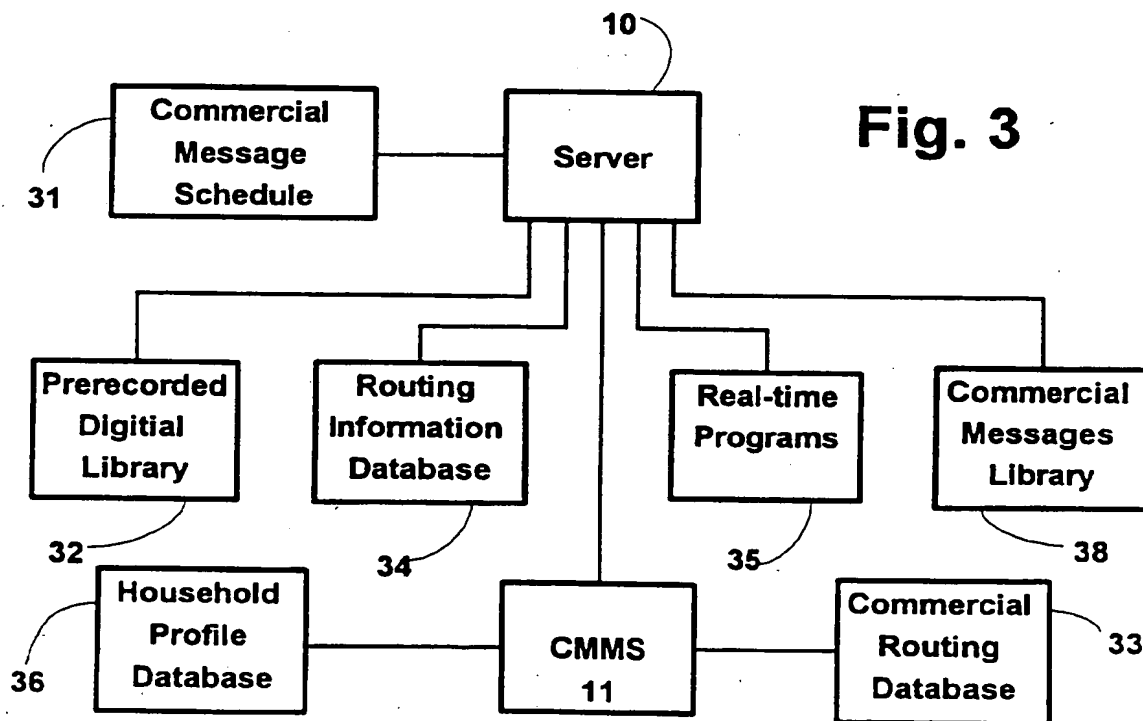 10
Commercial
Message
Schedule
31
Server
Fig. 3
Prerecorded
Digitial
Library
32
Routing
Information
Database
34
Real-time
Programs
35
Commercial
Messages
Library
38
Household
Profile
Database
36
CMMS
11
Commercial
Routing
Database
33